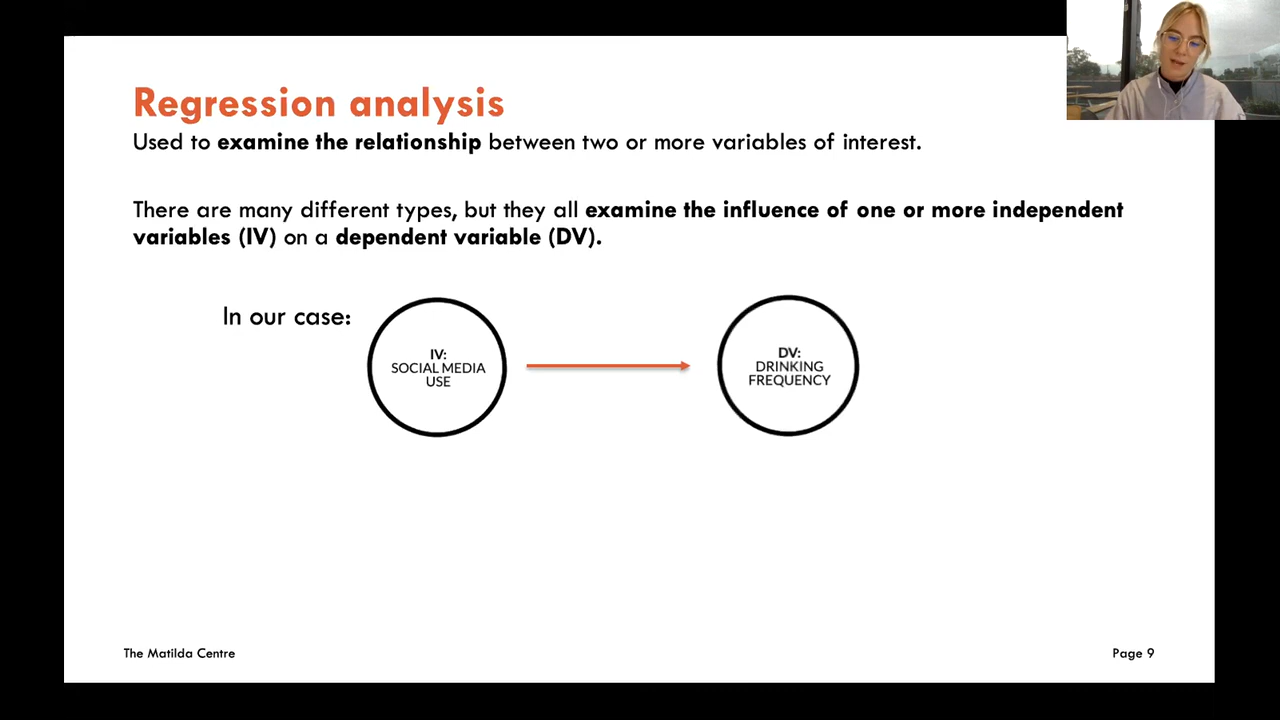 Regression analysis
Used to examine the relationship between two or more variables of interest.
There are many different types, but they all examine the influence of one or more independent
variables (IV) on a dependent variable (DV).
In our case:
IV:
SOCIAL MEDIA
USE
DV:
DRINKING
FREQUENCY
The Matilda Centre
Page 9